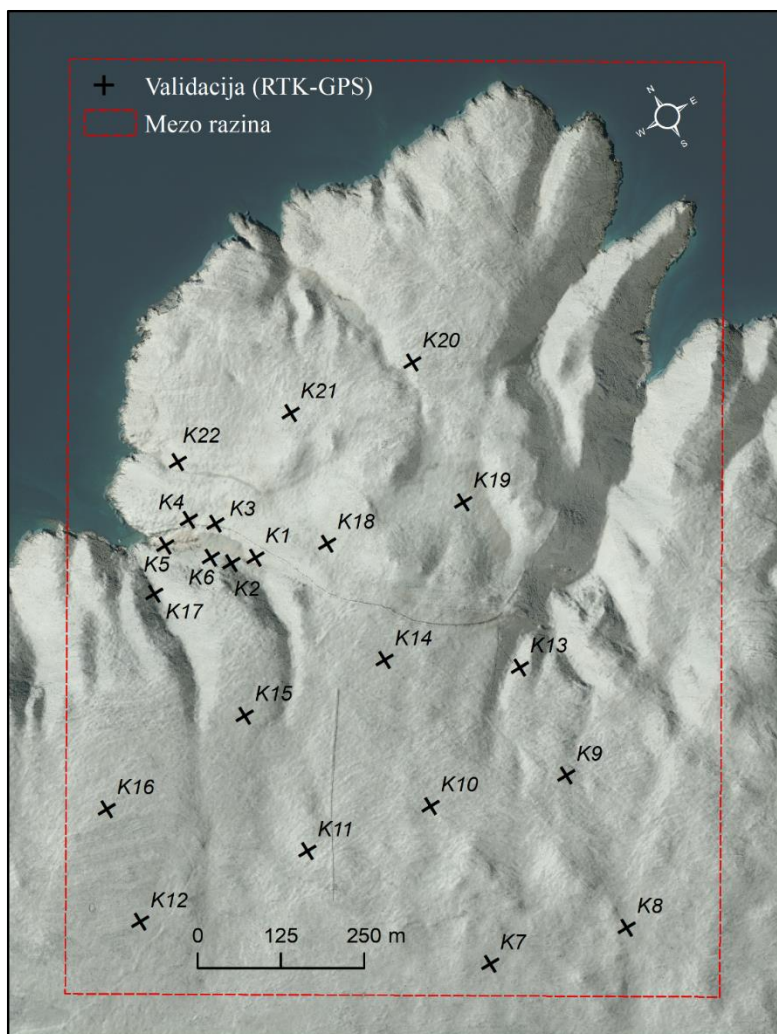 Validacija (RTK-GPS)
Mezo razina
N
E
W
S
K20
K21
K22
K19
K4
K3
K18
K1
K5
K6
K2
K17
K14
K13
K15
K9
K16
K10
K11
K12
K8
K7
0 125 250 m